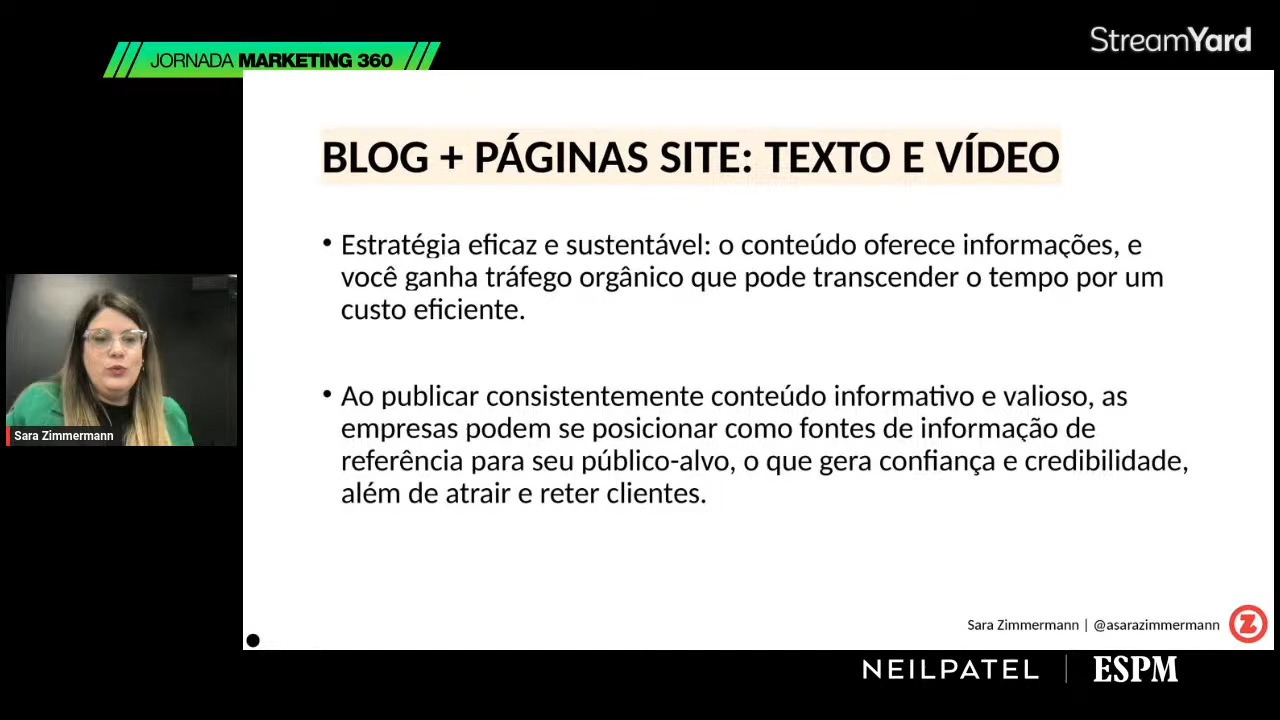 JORNADA MARKETING 360
StreamYard
BLOG + PÁGINAS SITE: TEXTO E VÍDEO
• Estratégia eficaz e sustentável: o conteúdo oferece informações, e
você ganha tráfego orgânico que pode transcender o tempo por um
custo eficiente.
• Ao publicar consistentemente conteúdo informativo e valioso, as
empresas podem se posicionar como fontes de informação de
referência para seu público-alvo, o que gera confiança e credibilidade,
além de atrair e reter clientes.
Sara Zimmermann
Sara Zimmermann | @asarazimmermann
Z
NEILPATEL | ESPM